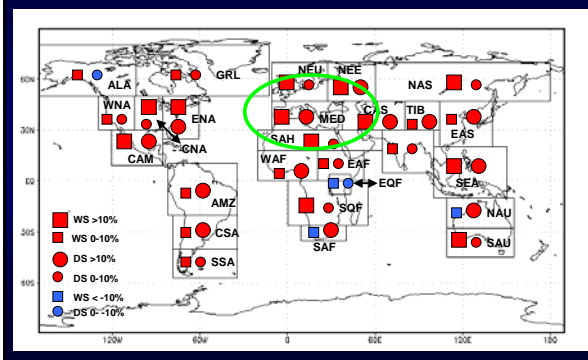 NEU NEE
60N ALA GRL NAS
WNA ENA MED CAS TIB
30N SAH EAS
CAM CNA
WAF EAF
EQ SEA EQF
AMZ SQF NAU
WS >10%
WS 0-10% CSA
30S SAU
DS >10% SAF
DS 0-10% SSA
60S WS < -10%
DS 0- -10%
120W 60W 0 60E 120E 180